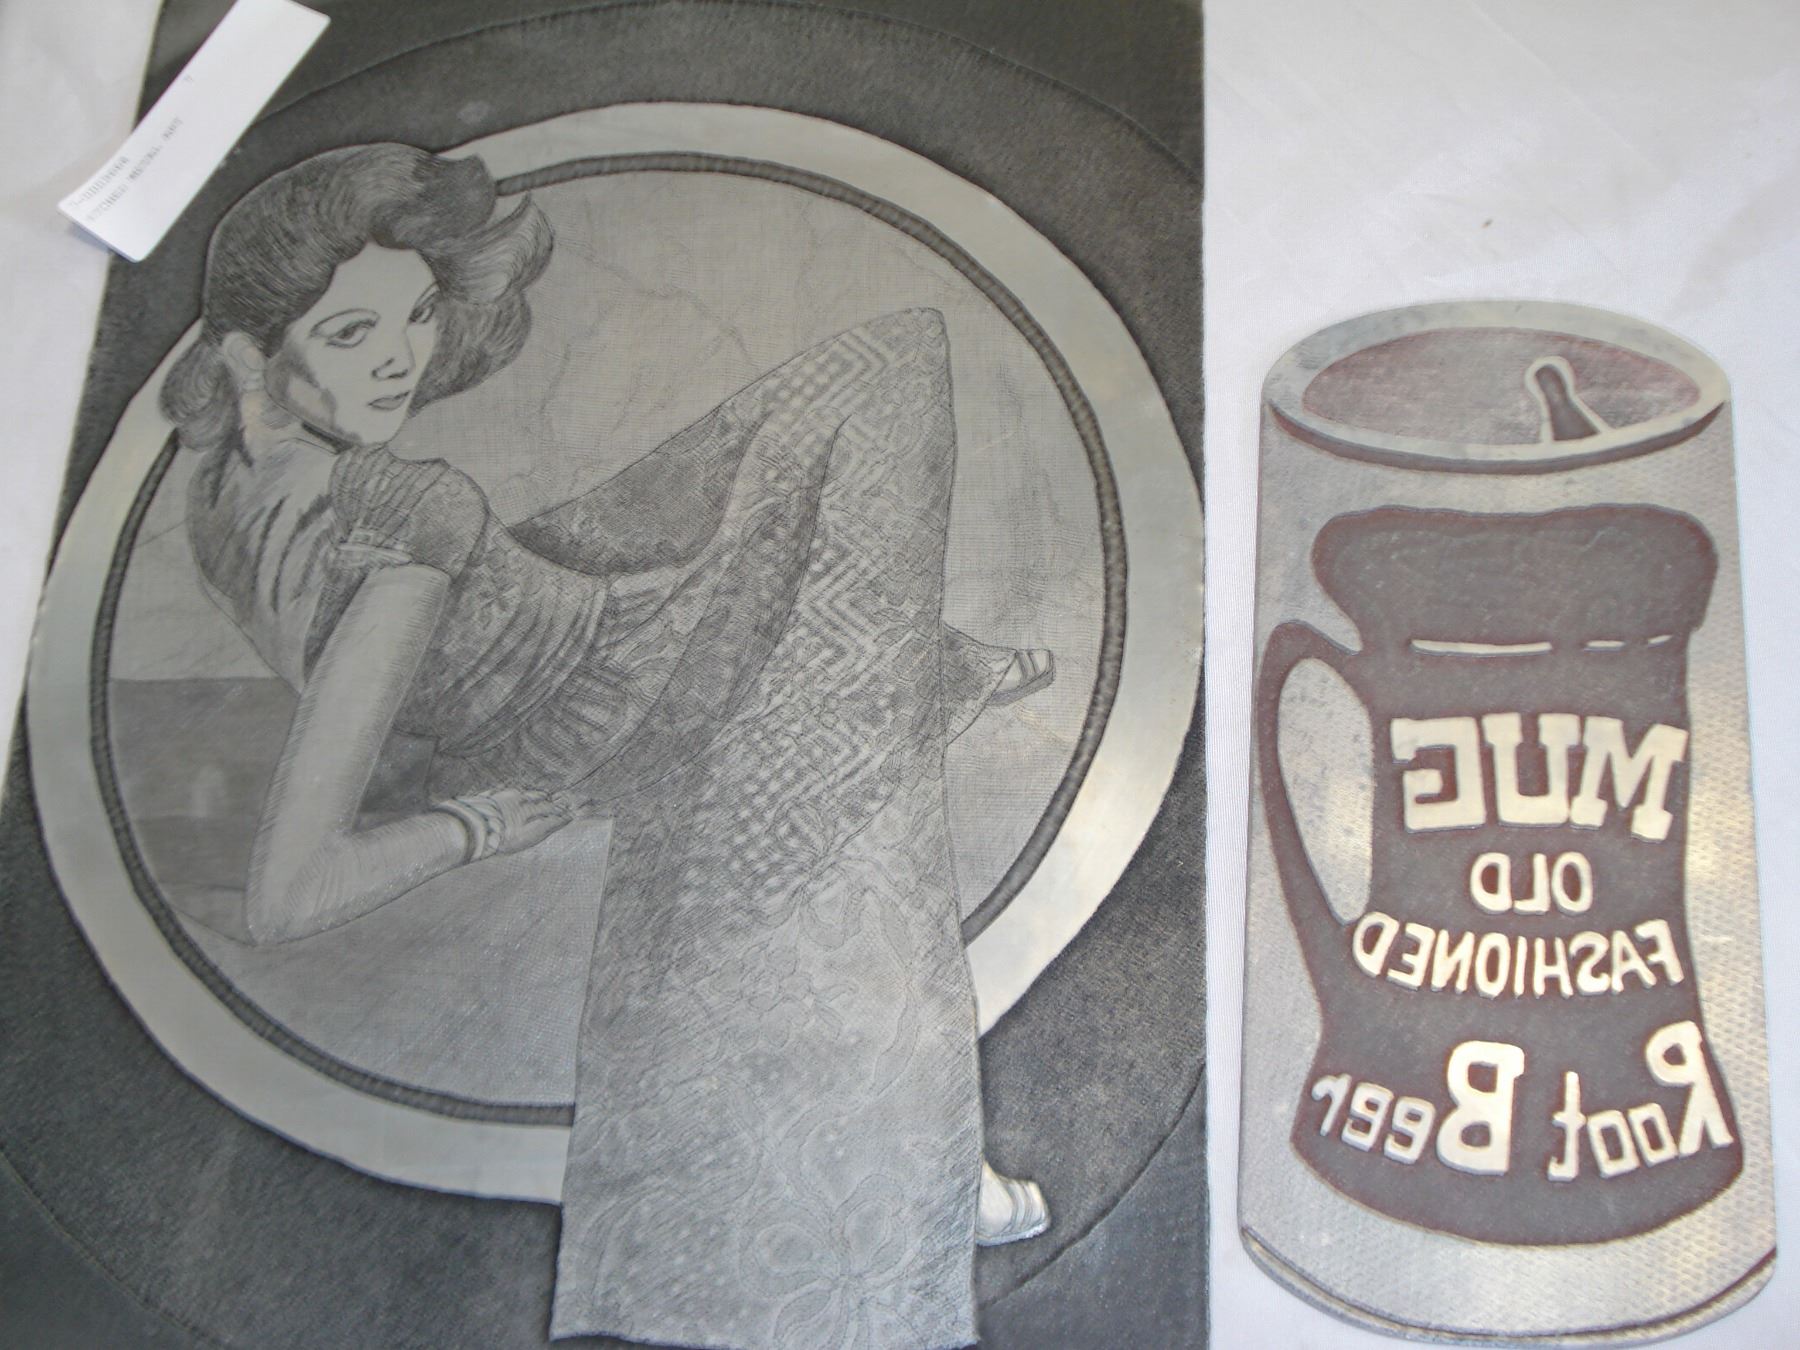 MUG
OLD
FASHIONED
Root Beer